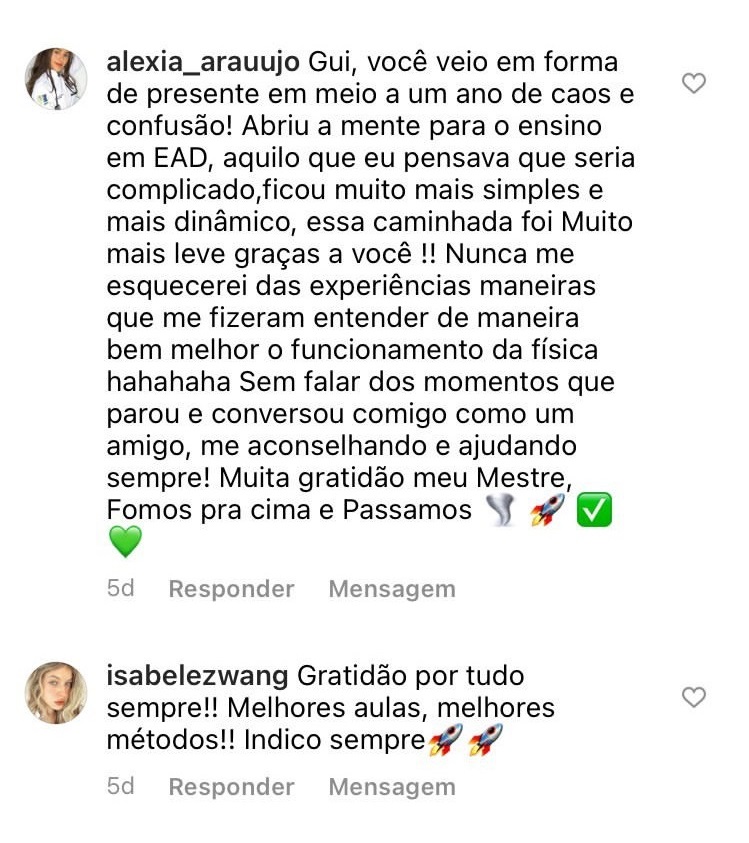 alexia_arauujo Gui, você veio em forma
de presente em meio a um ano de caos e
confusão! Abriu a mente para o ensino
em EAD, aquilo que eu pensava que seria
complicado,ficou muito mais simples e
mais dinâmico, essa caminhada foi Muito
mais leve graças a você !! Nunca me
esquecerei das experiências maneiras
que me fizeram entender de maneira
bem melhor o funcionamento da física
hahahaha Sem falar dos momentos que
parou e conversou comigo como um
amigo, me aconselhando e ajudando
sempre! Muita gratidão meu Mestre,
Fomos pra cima e Passamos 🌪️ 🚀 ✅
💚
5d Responder Mensagem
isabelezwang Gratidão por tudo
sempre!! Melhores aulas, melhores
métodos!! Indico sempre🚀 🚀
5d Responder Mensagem